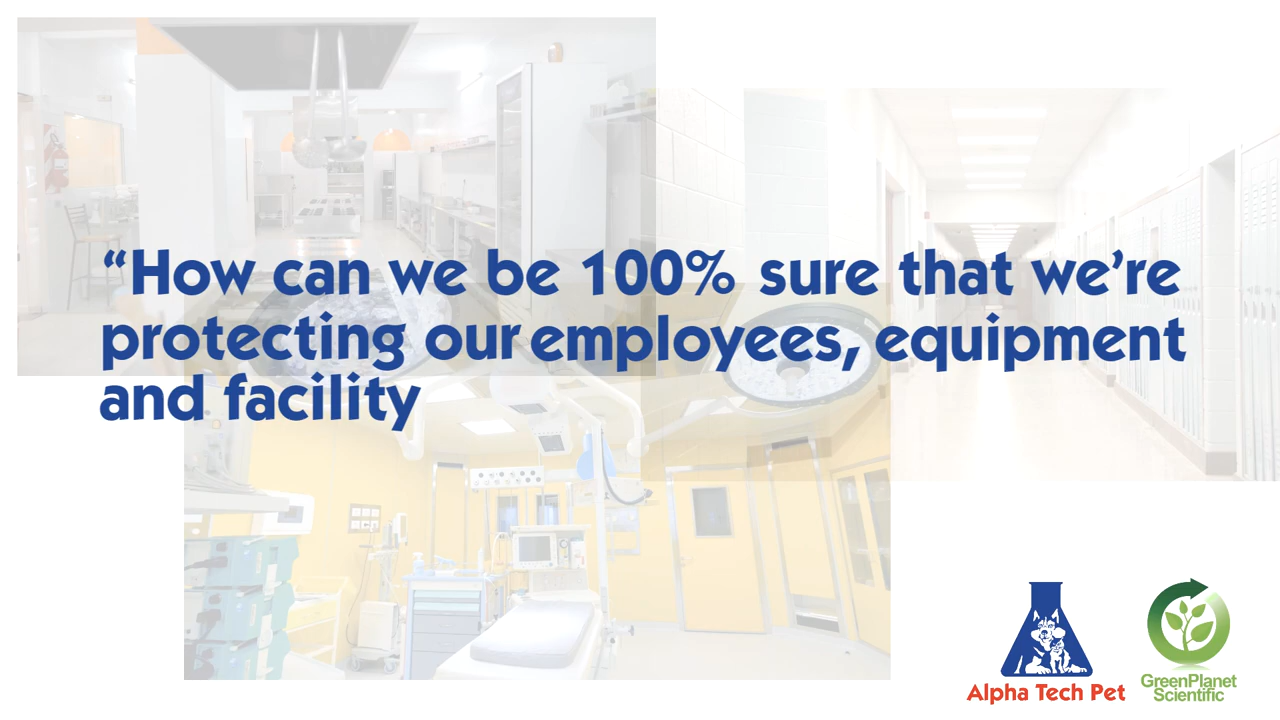 “How can we be 100% sure that we’re
protecting our employees, equipment
and facility
Alpha Tech Pet
GreenPlanet
Scientific